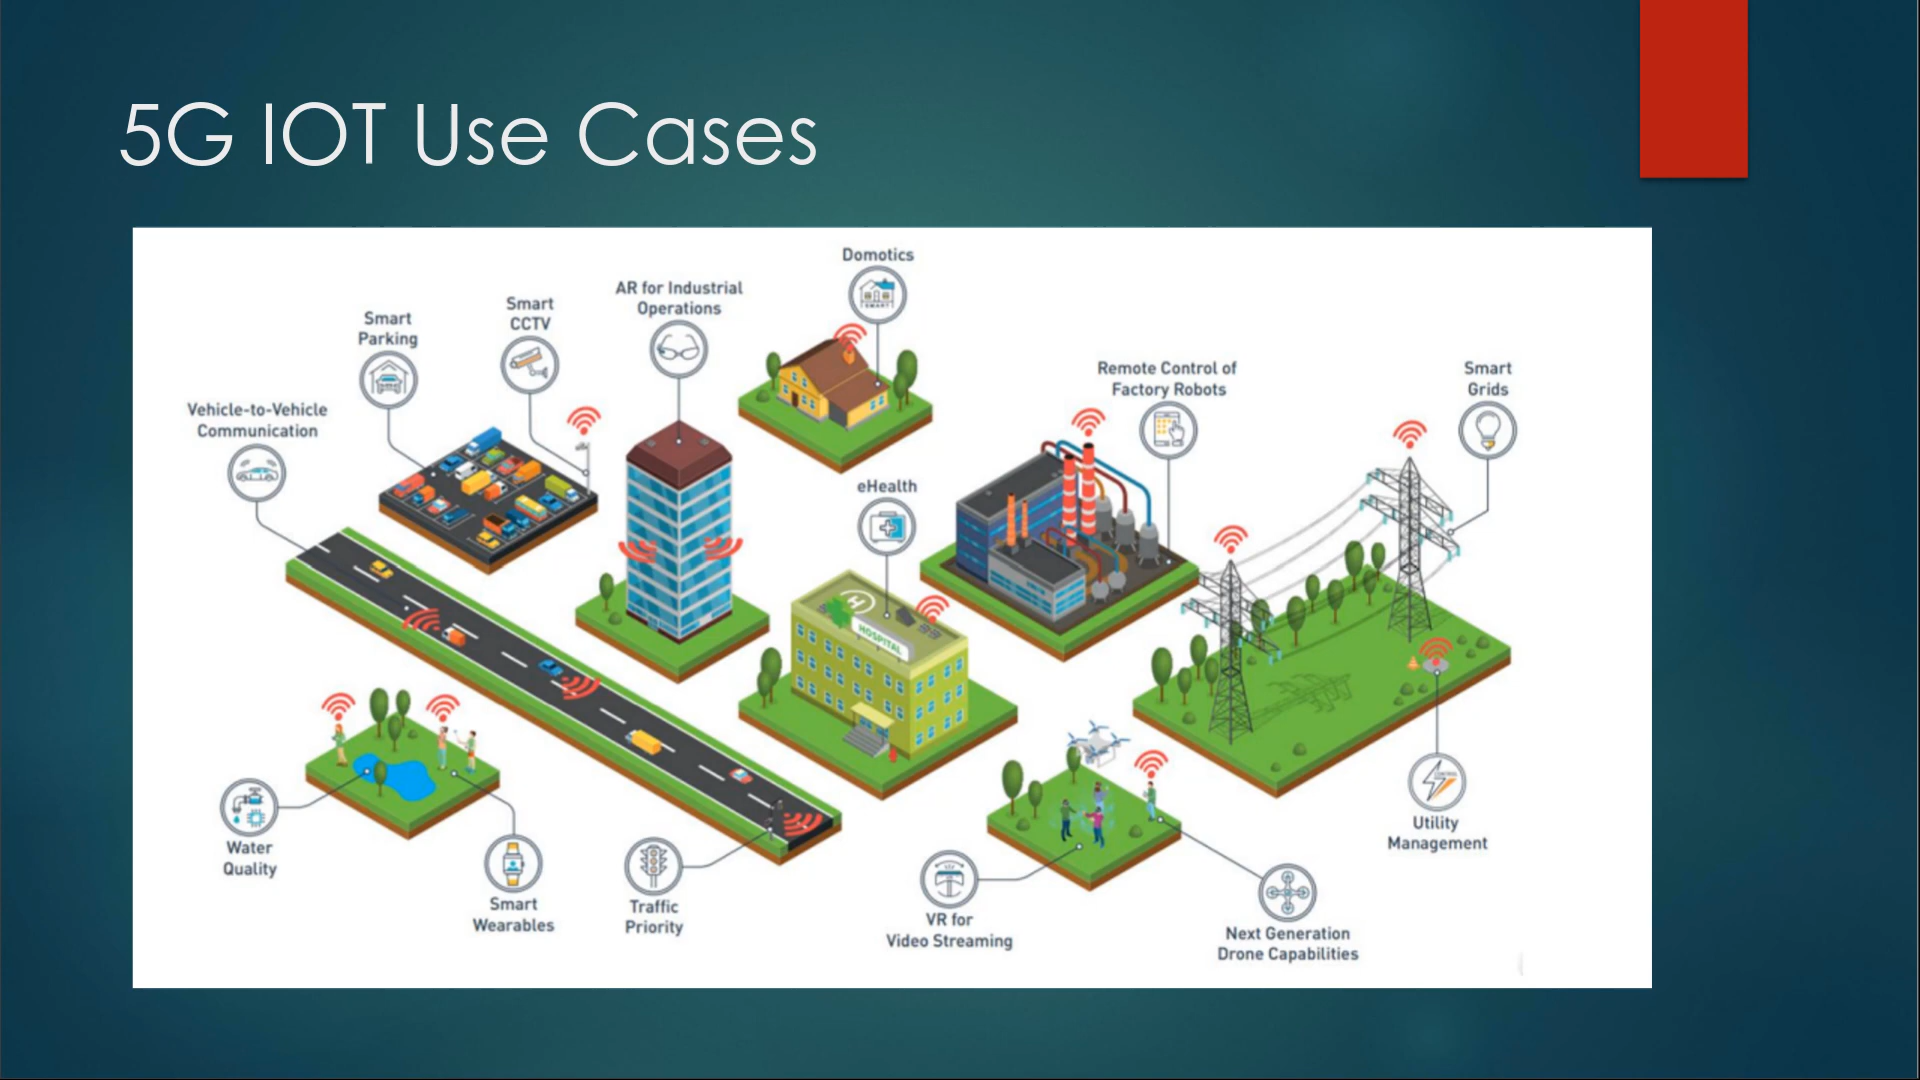 5G IOT Use Cases
Domotics
AR for Industrial
Operations
Smart
CCTV
Smart
Parking
Vehicle-to-Vehicle
Communication
Remote Control of
Factory Robots
Smart
Grids
eHealth
HOSPITAL
H
Water
Quality
Smart
Wearables
Traffic
Priority
VR for
Video Streaming
Next Generation
Drone Capabilities
Utility
Management
SMART